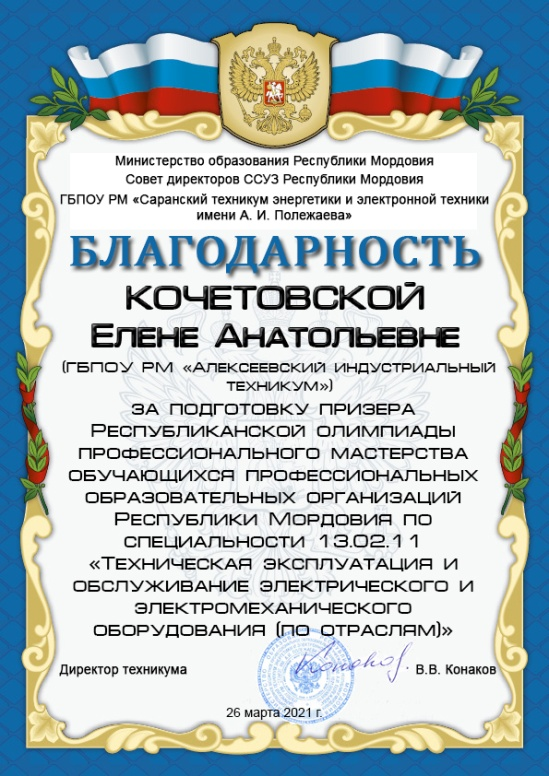 Министерство образования Республики Мордовия
Совет директоров ССУЗ Республики Мордовия
ГБПОУ РМ «Саранский техникум энергетики и электронной техники
имени А. И. Полежаева»
БЛАГОДАРНОСТЬ
КОЧЕТОВСКОЙ
Елене Анатольевне
(ГБПОУ РМ «Алексеевский индустриальный
техникум»)
за подготовку призера
Республиканской олимпиады
профессионального мастерства
обучающихся профессиональных
образовательных организаций
Республики Мордовия по
специальности 13.02.11
«Техническая эксплуатация и
обслуживание электрического и
электромеханического
оборудования (по отраслям)»
Директор техникума
В.В. Конаков
26 марта 2021 г.